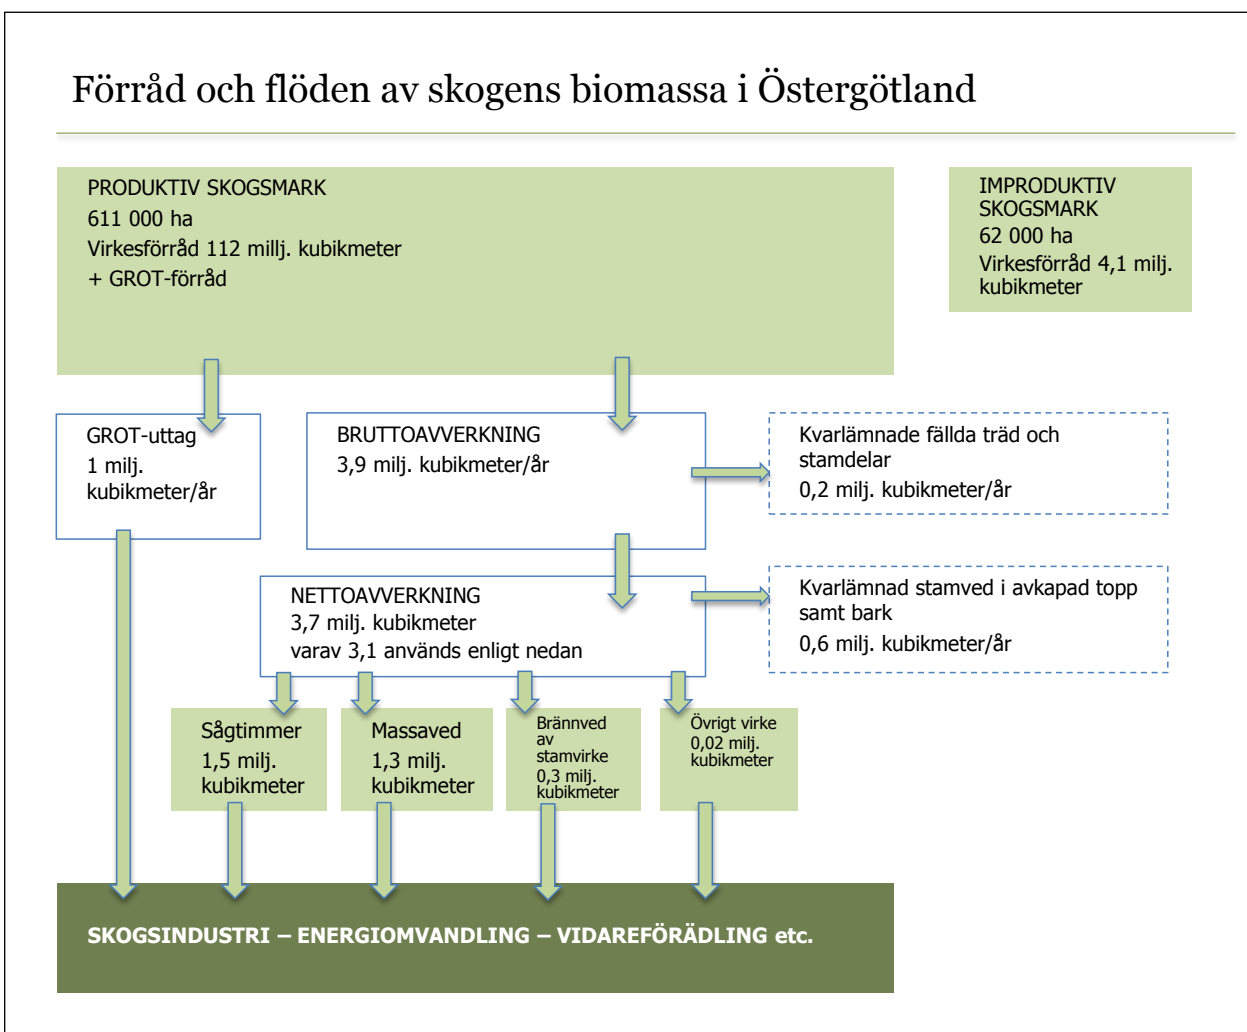 Förråd och flöden av skogens biomassa i Östergötland
PRODUKTIV SKOGSMARK
611 000 ha
Virkesförråd 112 millj. kubikmeter
+ GROT-förråd
IMPRODUKTIV
SKOGSMARK
62 000 ha
Virkesförråd 4,1 milj.
kubikmeter
GROT-uttag
1 milj.
kubikmeter/år
BRUTTOAVVERKNING
3,9 milj. kubikmeter/år
Kvarlämnade fällda träd och
stamdelar
0,2 milj. kubikmeter/år
NETTOAVVERKNING
3,7 milj. kubikmeter
varav 3,1 används enligt nedan
Kvarlämnad stamved i avkapad topp
samt bark
0,6 milj. kubikmeter/år
Sågtimmer
1,5 milj.
kubikmeter
Massaved
1,3 milj.
kubikmeter
Brännved
av
stamvirke
0,3 milj.
kubikmeter
Övrigt virke
0,02 milj.
kubikmeter
SKOGSINDUSTRI – ENERGIOMVANDLING – VIDAREFÖRÄDLING etc.